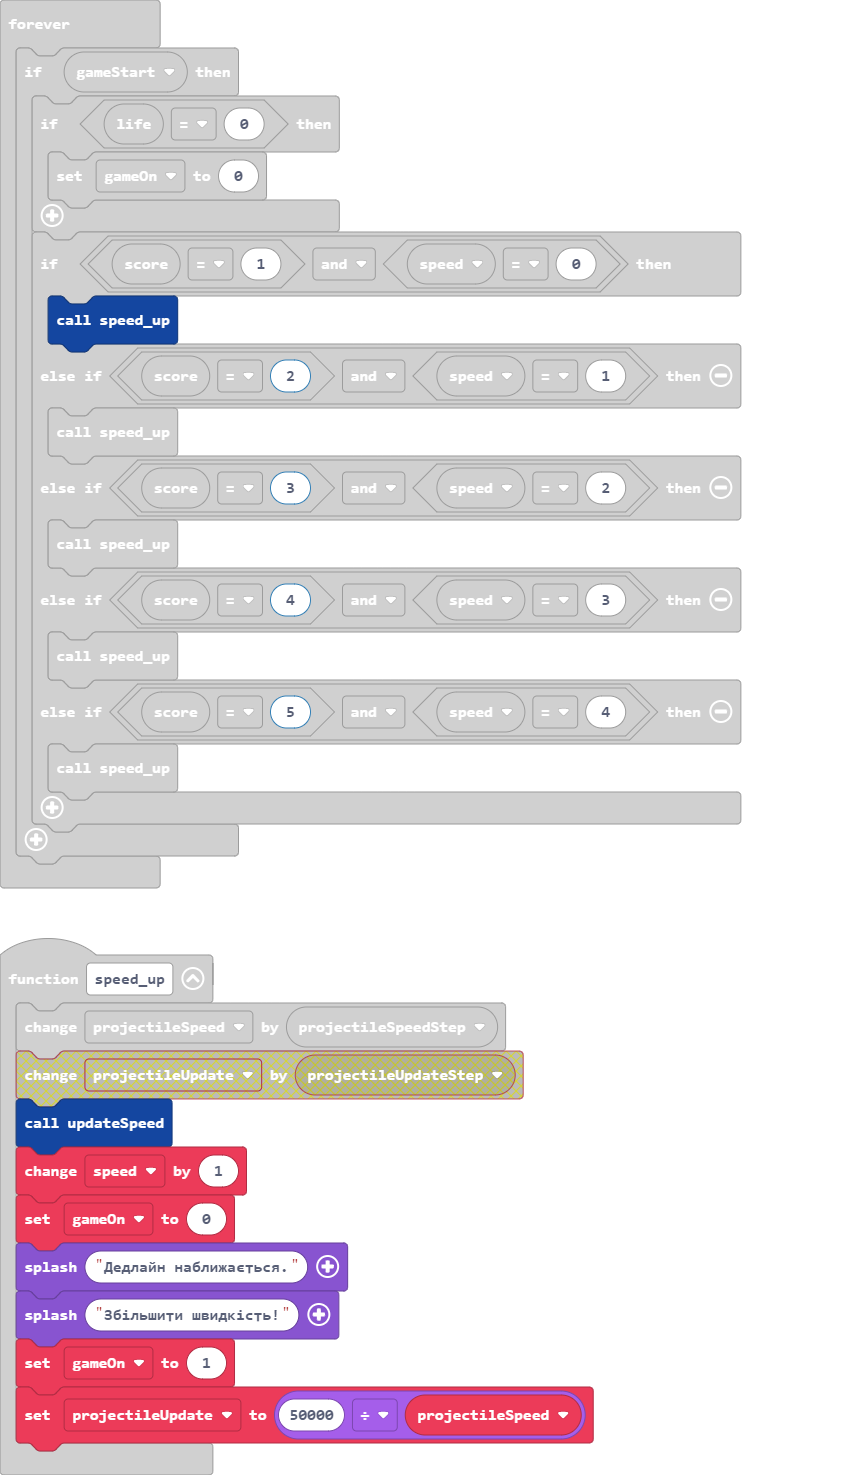 forever
if gameStart then
if life = 0 then
set gameOn to 0
if score = 1 and speed = 0 then
call speed_up
else if score = 2 and speed = 1 then
call speed_up
else if score = 3 and speed = 2 then
call speed_up
else if score = 4 and speed = 3 then
call speed_up
else if score = 5 and speed = 4 then
call speed_up
function speed_up
change projectileSpeed by projectileSpeedStep
change projectileUpdate by projectileUpdateStep
call updateSpeed
change speed by 1
set gameOn to 0
splash "Дедлайн наближається."
splash "Збільшити швидкість!"
set gameOn to 1
set projectileUpdate to 50000 ÷ projectileSpeed